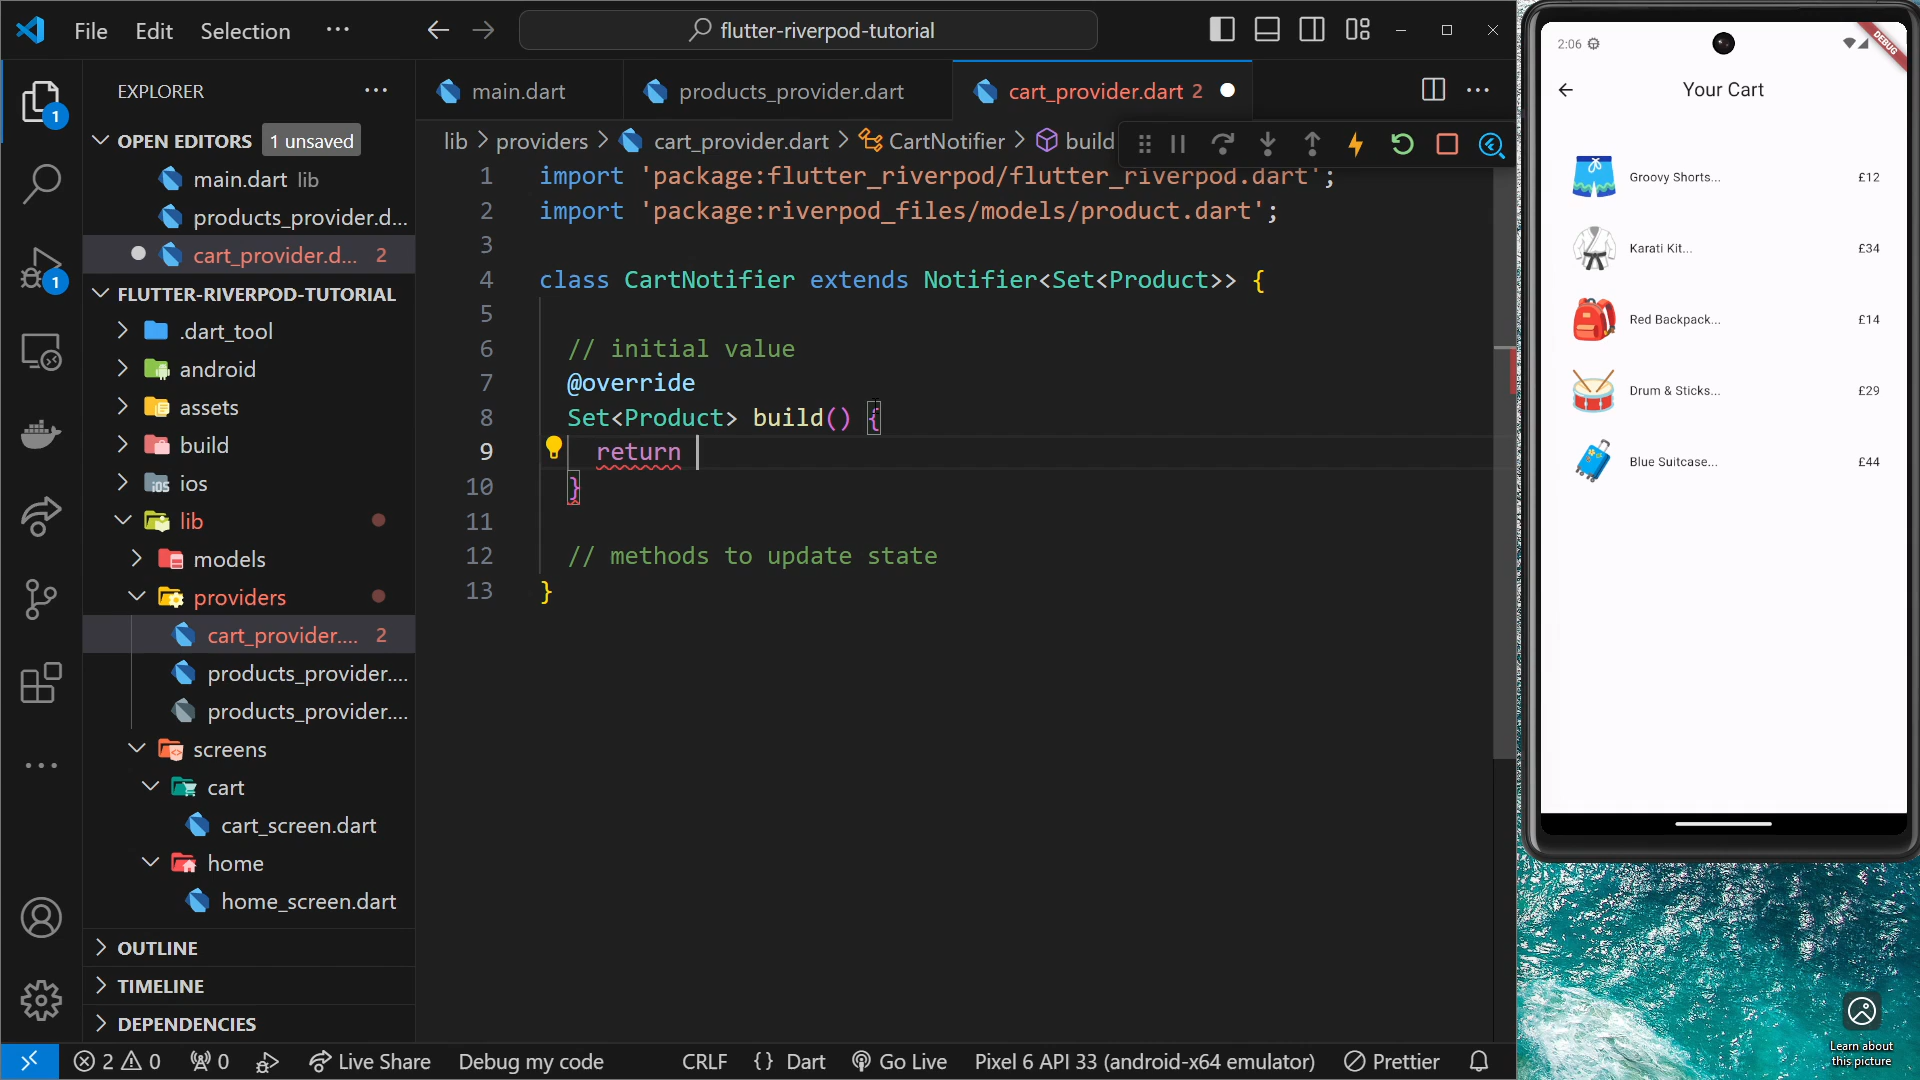 File Edit Selection ···
flutter-riverpod-tutorial
EXPLORER ···
1
OPEN EDITORS 1 unsaved
main.dart lib
products_provider.d...
cart_provider.d... 2
1
FLUTTER-RIVERPOD-TUTORIAL
.dart_tool
android
assets
build
ios
lib
models
providers
cart_provider.... 2
products_provider....
products_provider....
screens
cart
cart_screen.dart
home
home_screen.dart
OUTLINE
TIMELINE
DEPENDENCIES
main.dart
products_provider.dart
cart_provider.dart 2
lib > providers > cart_provider.dart > CartNotifier > build
1 import 'package:flutter_riverpod/flutter_riverpod.dart';
2 import 'package:riverpod_files/models/product.dart';
3
4 class CartNotifier extends Notifier<Set<Product>> {
5
6 // initial value
7 @override
8 Set<Product> build() {
9 return
10 }
11
12 // methods to update state
13 }
2 0 0 Live Share Debug my code CRLF {} Dart Go Live Pixel 6 API 33 (android-x64 emulator) Prettier
2:06
DEBUG
Your Cart
Groovy Shorts... £12
Karati Kit... £34
Red Backpack... £14
Drum & Sticks... £29
Blue Suitcase... £44
Learn about
this picture